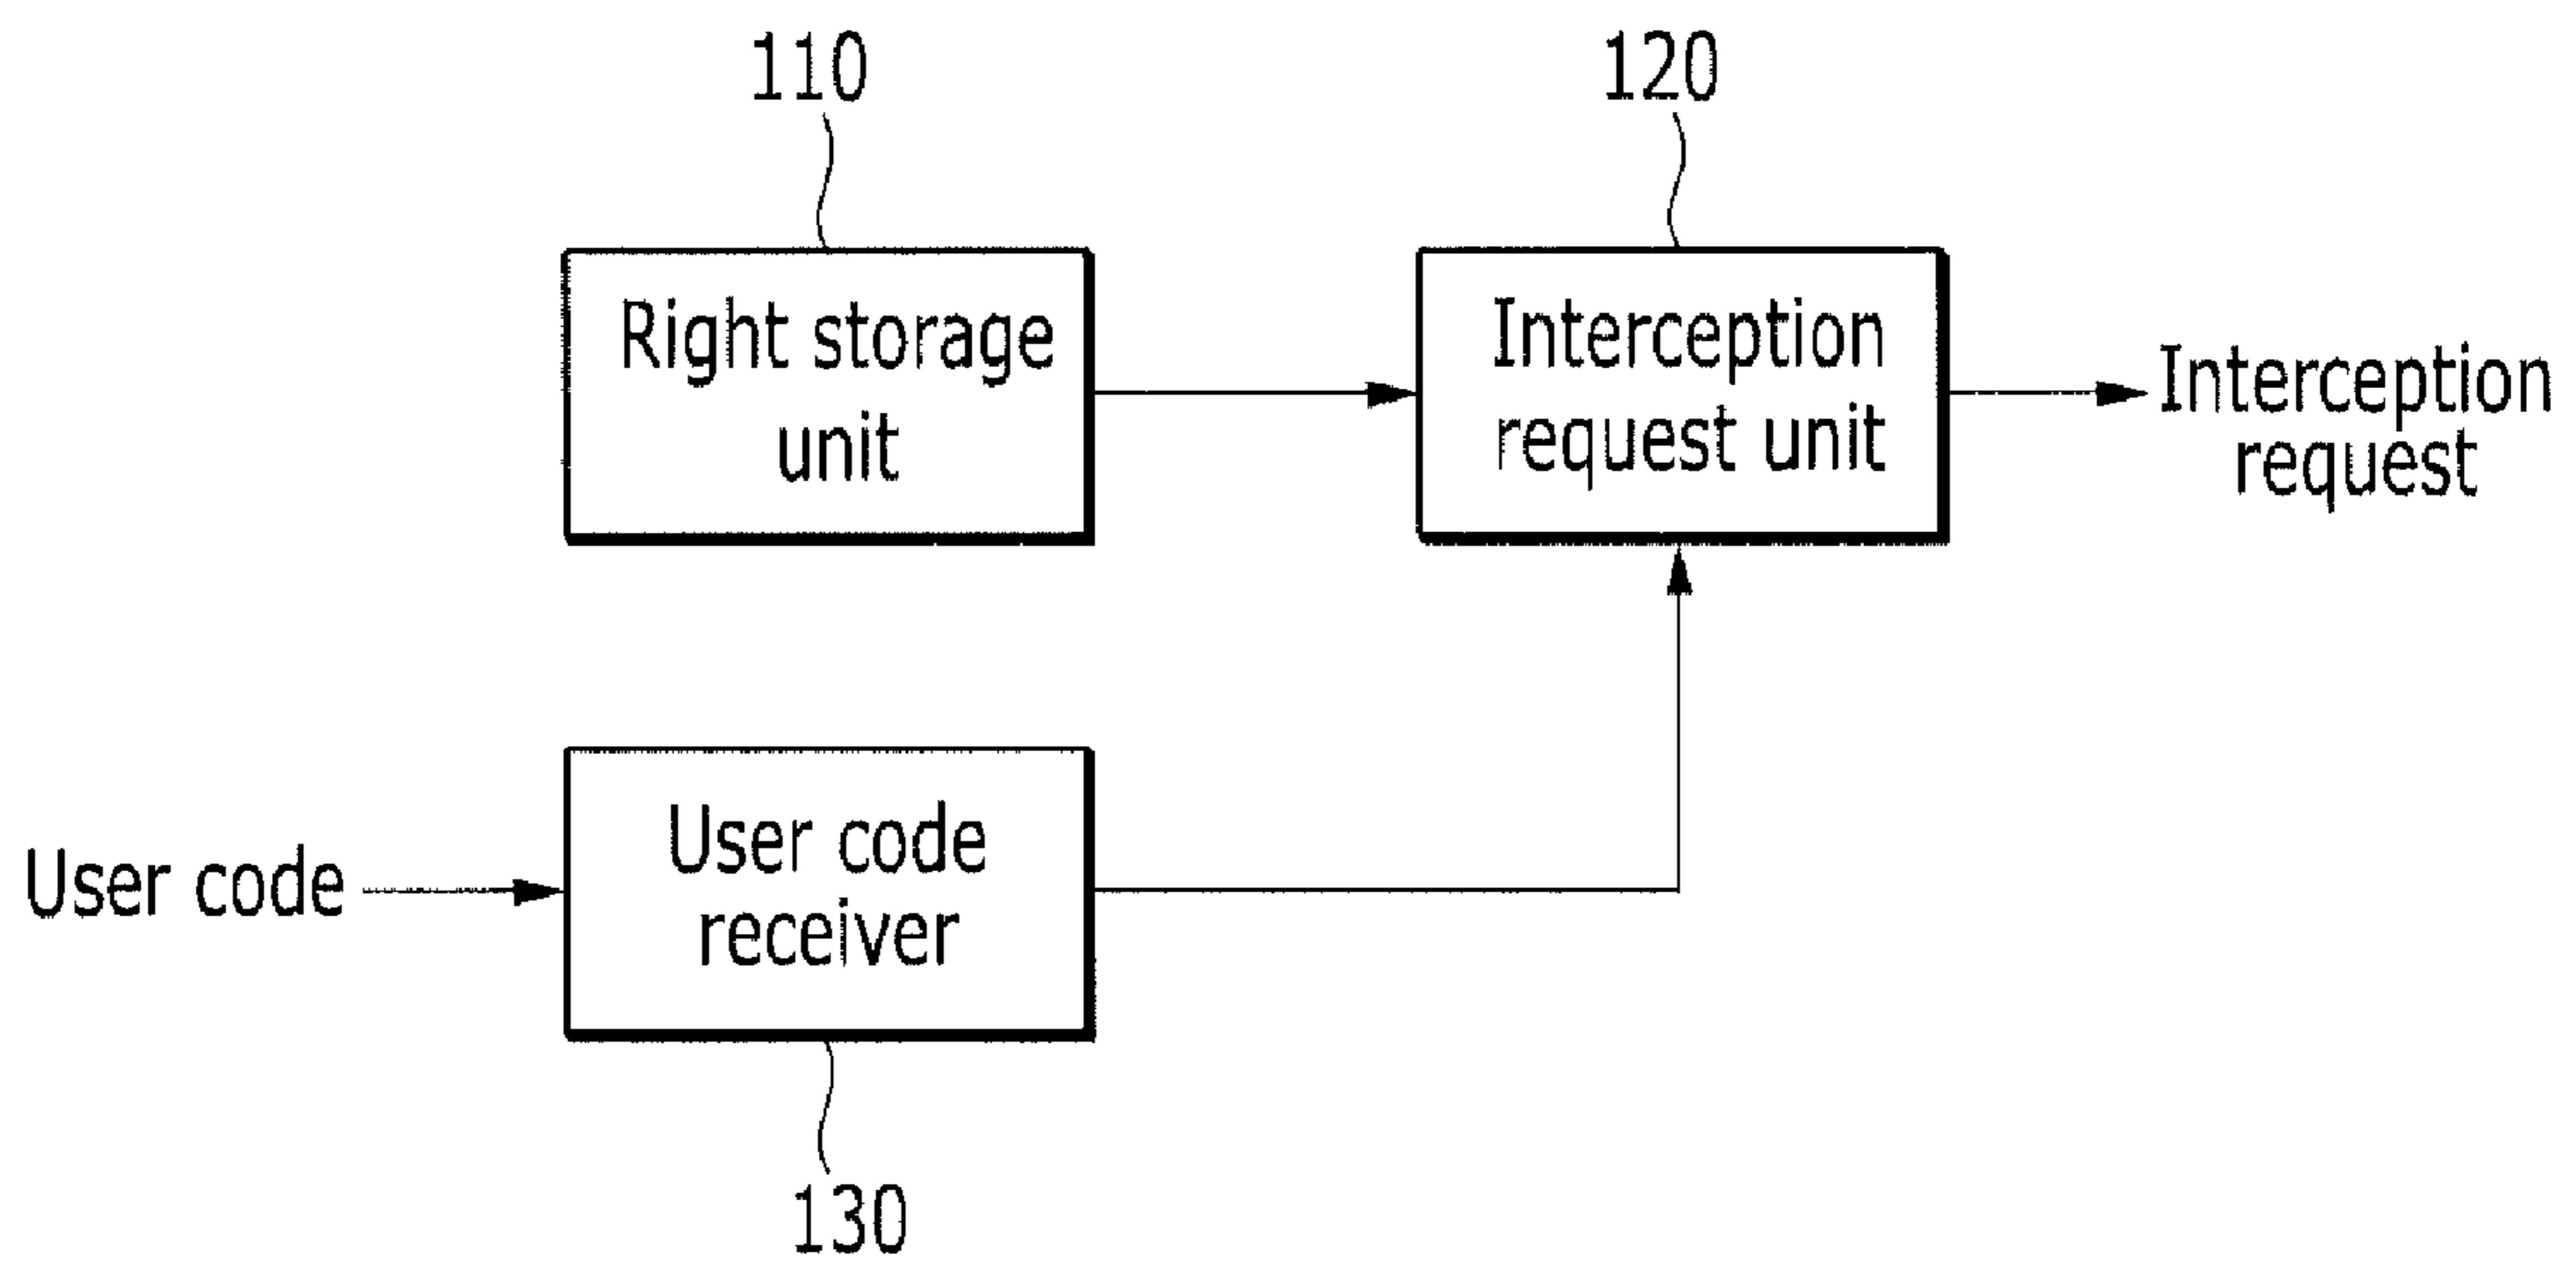 110
120
Right storage
unit
Interception
request unit
Interception
request
User code
User code
receiver
130